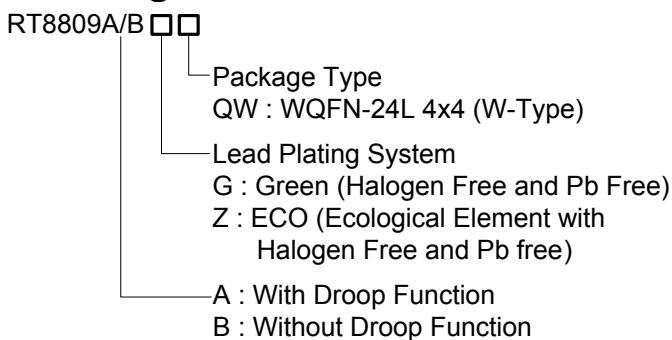 RT8809A/B
Package Type
QW : WQFN-24L 4x4 (W-Type)
Lead Plating System
G : Green (Halogen Free and Pb Free)
Z : ECO (Ecological Element with
Halogen Free and Pb free)
A : With Droop Function
B : Without Droop Function